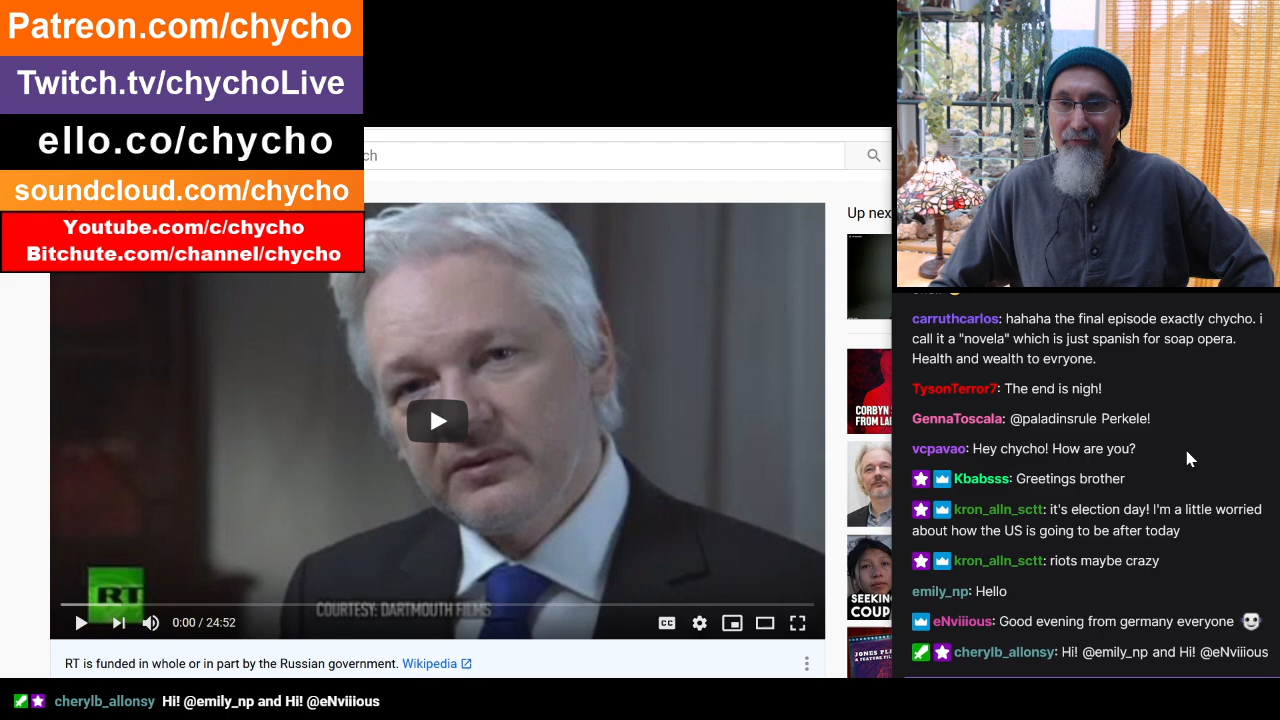 Patreon.com/chycho
Twitch.tv/chychoLive
ello.co/chycho
soundcloud.com/chycho
Youtube.com/c/chycho
Bitchute.com/channel/chycho
ch
Up nex
CORBYN
FROM LA
SEEKING
COUP
JONES PL
A FEATURE FIL
RT
COURTESY: DARTMOUTH FILMS
0:00 / 24:52
CC
RT is funded in whole or in part by the Russian government. Wikipedia
carruthcarlos: hahaha the final episode exactly chycho. i
call it a "novela" which is just spanish for soap opera.
Health and wealth to evryone.
TysonTerror7: The end is nigh!
GennaToscala: @paladinsrule Perkele!
vcpavao: Hey chycho! How are you?
Kbabsss: Greetings brother
kron_alln_sctt: it's election day! I'm a little worried
about how the US is going to be after today
kron_alln_sctt: riots maybe crazy
emily_np: Hello
eNviiious: Good evening from germany everyone
cherylb_allonsy: Hi! @emily_np and Hi! @eNviiious
cherylb_allonsy Hi! @emily_np and Hi! @eNviiious